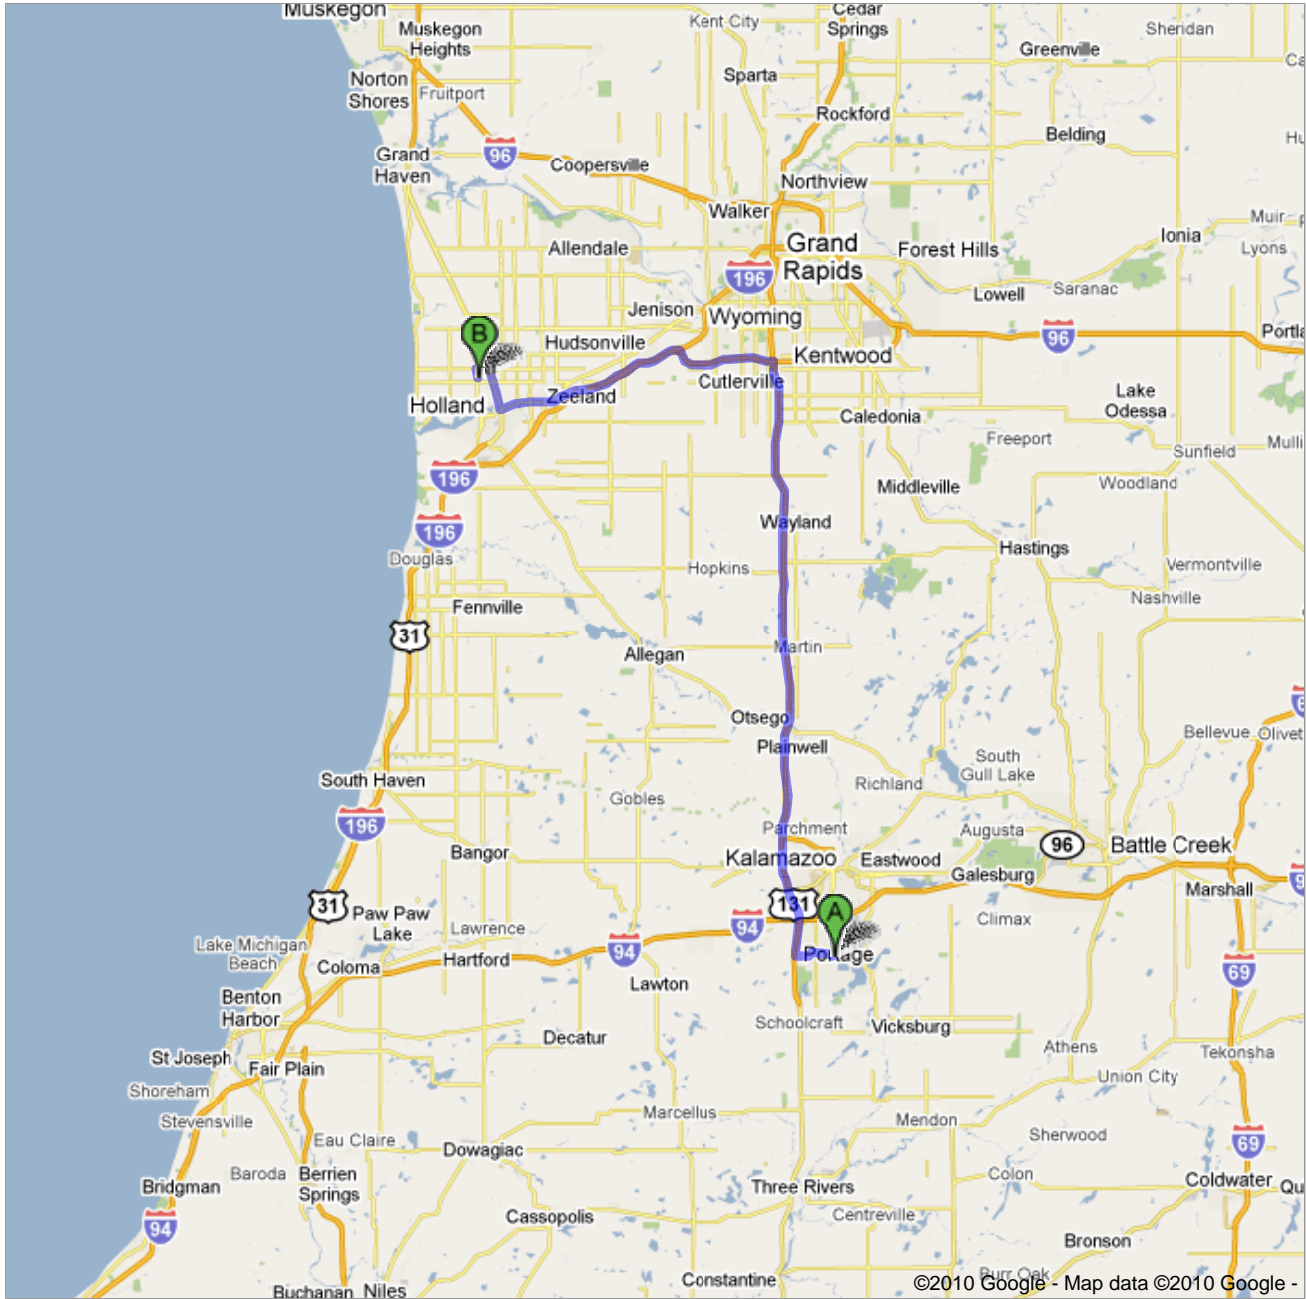 Muskegon
Muskegon
Heights
Kent City
Cedar
Springs
Sheridan
Greenville
Norton
Shores
Fruitport
Sparta
Rockford
Belding
Grand
Haven
96
Coopersville
Northview
Walker
Muir
Allendale
Grand
Rapids
Forest Hills
Ionia
Lyons
196
Lowell
Saranac
Jenison
Wyoming
B
Hudsonville
Kentwood
96
Holland
Zeeland
Cutlerville
Caledonia
Lake
Odessa
Freeport
Sunfield
196
Middleville
Woodland
196
Wayland
Douglas
Hopkins
Hastings
Vermontville
Fennville
Nashville
31
Allegan
Martin
Otsego
Plainwell
Bellevue
Olivet
South Haven
Gobles
Richland
South
Gull Lake
196
Parchment
Augusta
96
Battle Creek
Bangor
Kalamazoo
Eastwood
Galesburg
Marshall
31
Paw Paw
Lake
Lawrence
94
131
A
Climax
Lake Michigan
Beach
Coloma
Hartford
94
Portage
69
Benton
Harbor
Lawton
Schoolcraft
Vicksburg
St Joseph
Fair Plain
Decatur
Athens
Tekonsha
Shoreham
Union City
Stevensville
Marcellus
Mendon
Eau Claire
Dowagiac
Sherwood
69
Baroda
Bridgman
Berrien
Springs
Three Rivers
Colon
Coldwater
94
Cassopolis
Centreville
Bronson
Buchanan
Niles
Constantine
Burr Oak
©2010 Google - Map data ©2010 Google -